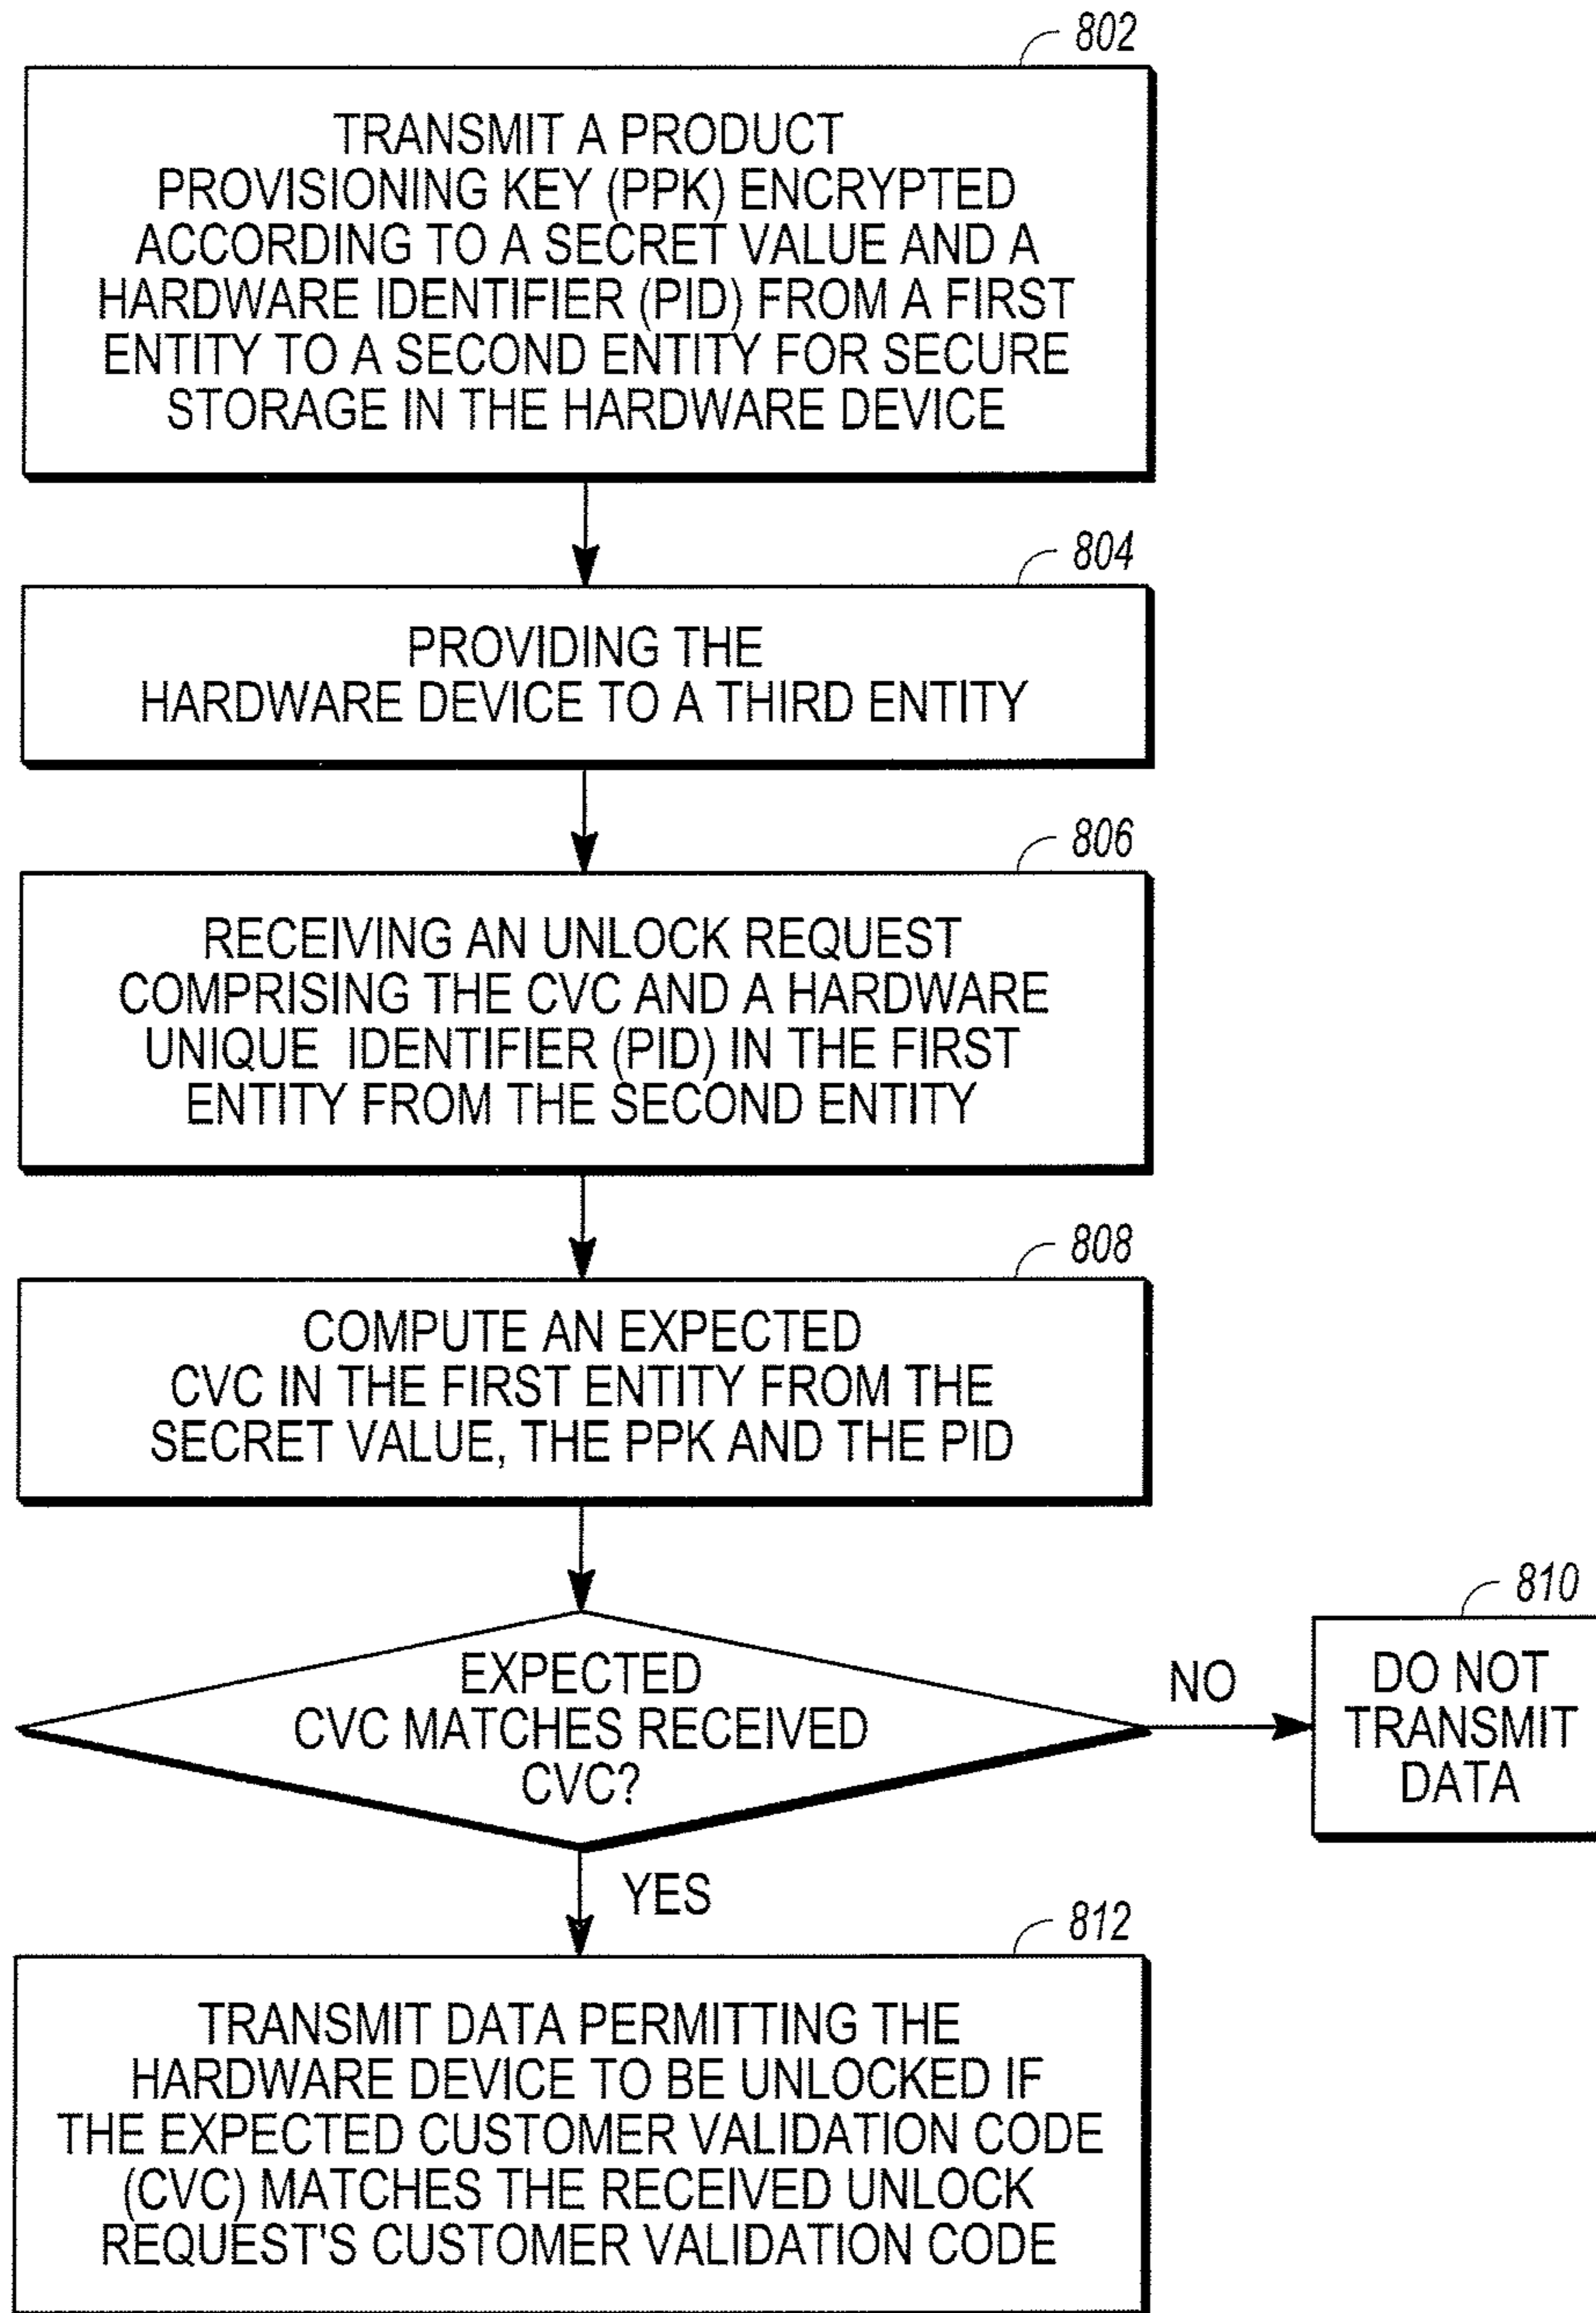 802
TRANSMIT A PRODUCT
PROVISIONING KEY (PPK) ENCRYPTED
ACCORDING TO A SECRET VALUE AND A
HARDWARE IDENTIFIER (PID) FROM A FIRST
ENTITY TO A SECOND ENTITY FOR SECURE
STORAGE IN THE HARDWARE DEVICE
804
PROVIDING THE
HARDWARE DEVICE TO A THIRD ENTITY
806
RECEIVING AN UNLOCK REQUEST
COMPRISING THE CVC AND A HARDWARE
UNIQUE IDENTIFIER (PID) IN THE FIRST
ENTITY FROM THE SECOND ENTITY
808
COMPUTE AN EXPECTED
CVC IN THE FIRST ENTITY FROM THE
SECRET VALUE, THE PPK AND THE PID
EXPECTED
CVC MATCHES RECEIVED
CVC?
NO
810
DO NOT
TRANSMIT
DATA
YES
812
TRANSMIT DATA PERMITTING THE
HARDWARE DEVICE TO BE UNLOCKED IF
THE EXPECTED CUSTOMER VALIDATION CODE
(CVC) MATCHES THE RECEIVED UNLOCK
REQUEST'S CUSTOMER VALIDATION CODE